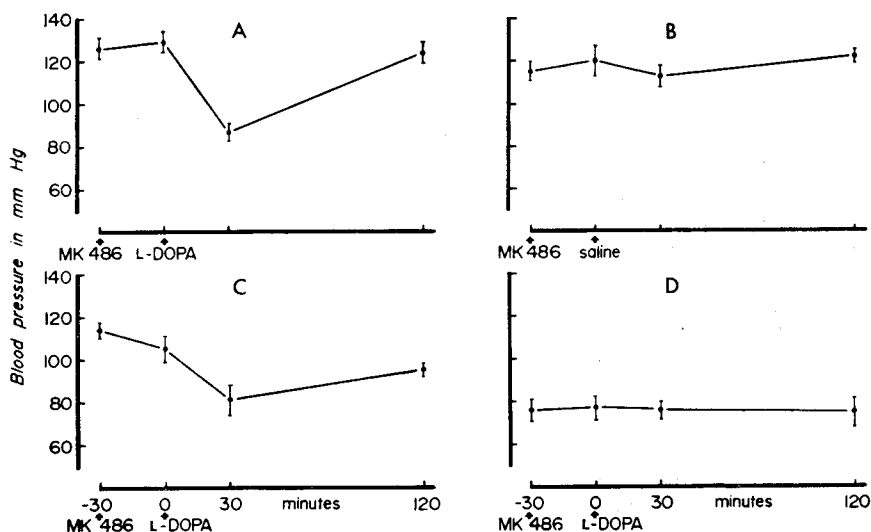 140
120
100
80
60
A
B
Blood pressure in mm Hg
MK 486 L-DOPA
MK 486 saline
120
100
80
60
C
D
-30 0 30 minutes 120
-30 0 30 minutes 120
MK 486 L-DOPA
MK 486 L-DOPA